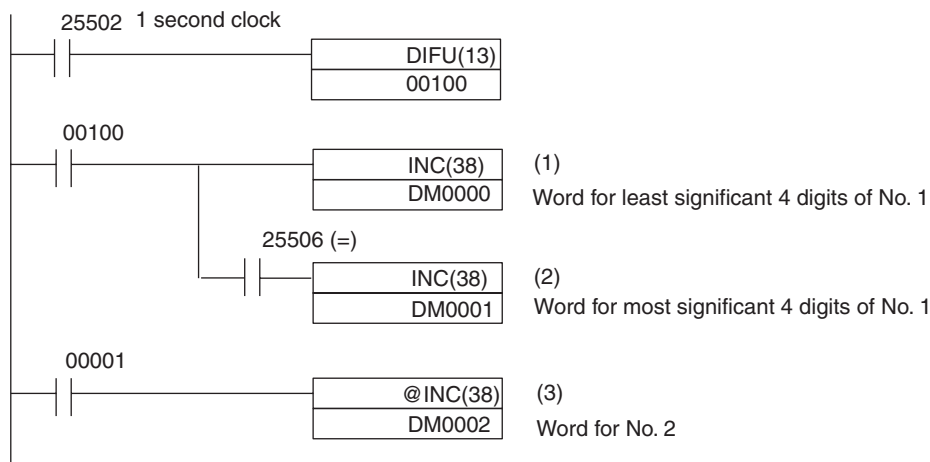 25502 1 second clock
DIFU(13)
00100
00100
INC(38) (1)
DM0000 Word for least significant 4 digits of No. 1
25506 (=)
INC(38) (2)
DM0001 Word for most significant 4 digits of No. 1
00001
@INC(38) (3)
DM0002 Word for No. 2